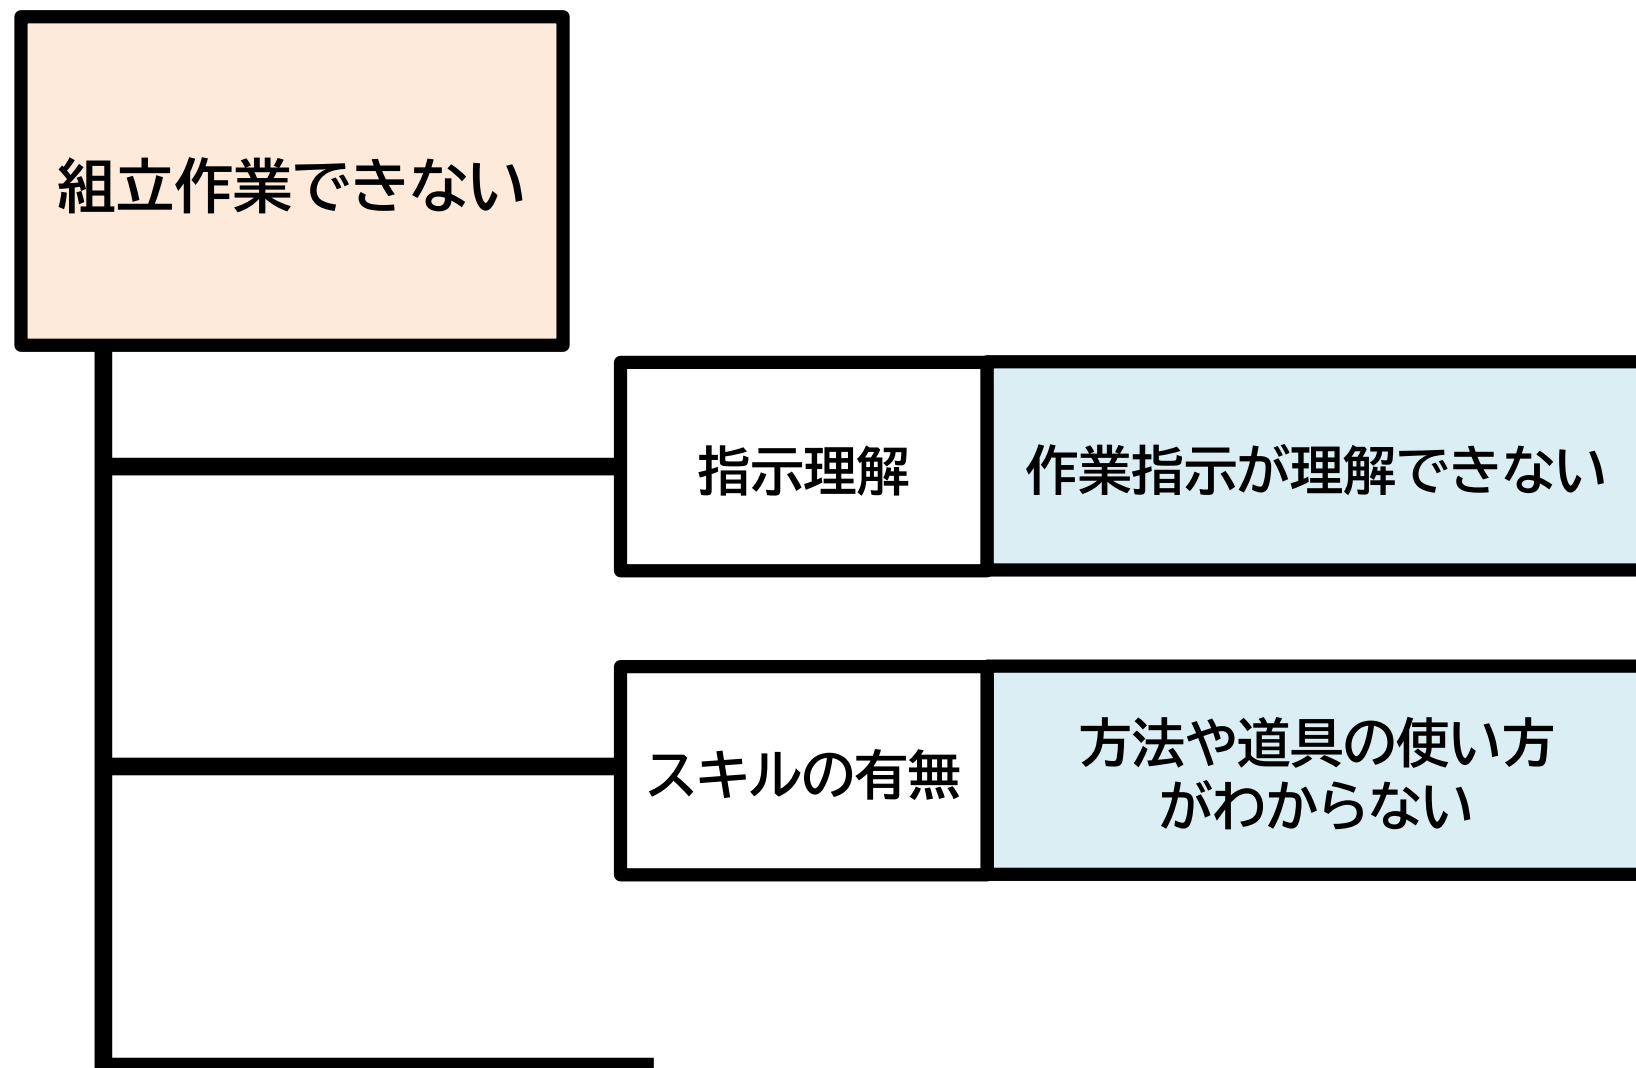 組立作業できない
指示理解
作業指示が理解できない
スキルの有無
方法や道具の使い方
がわからない